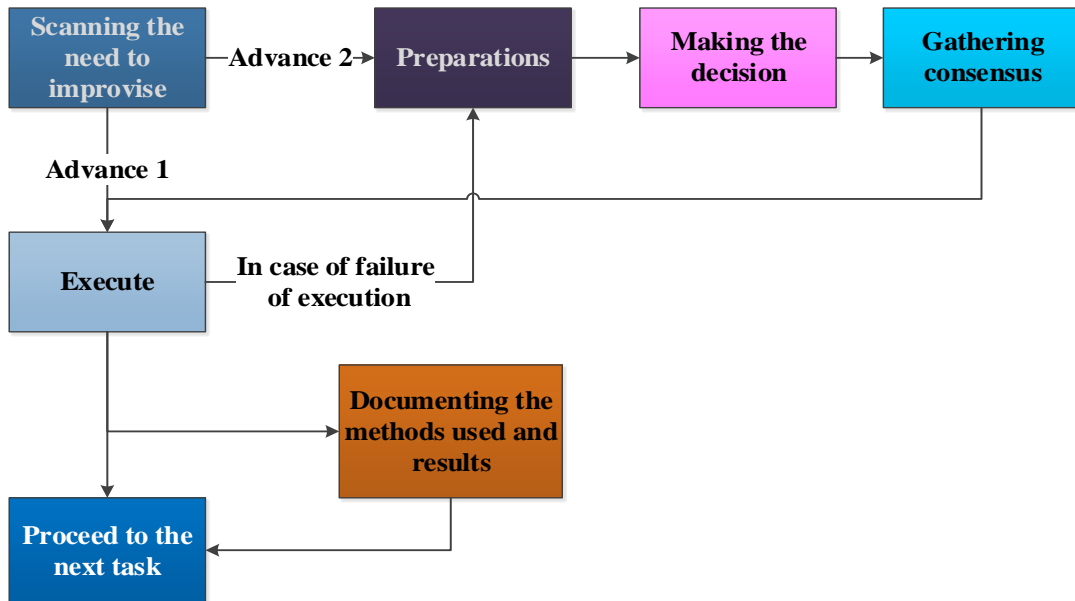 Scanning the
need to
improvise
Advance 2
Preparations
Making the
decision
Gathering
consensus
Advance 1
Execute
In case of failure
of execution
Documenting the
methods used and
results
Proceed to the
next task